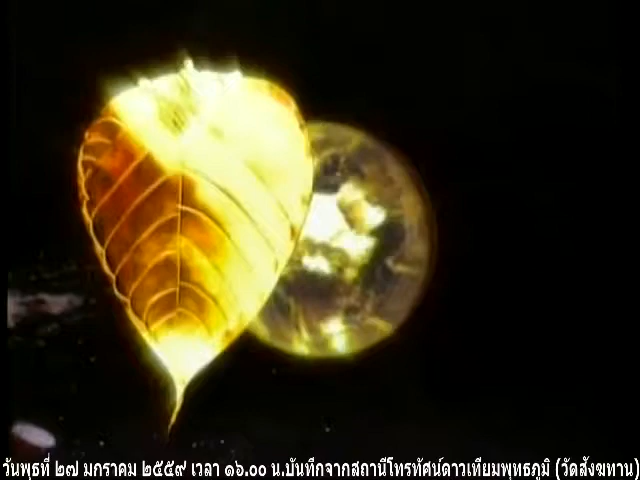 วันพุธที่ ๒๗ มกราคม ๒๕๕๙ เวลา ๑๖.๐๐ น.บันทึกจากสถานีโทรทัศน์ดาวเทียมพุทธภูมิ (วัดสังฆทาน)